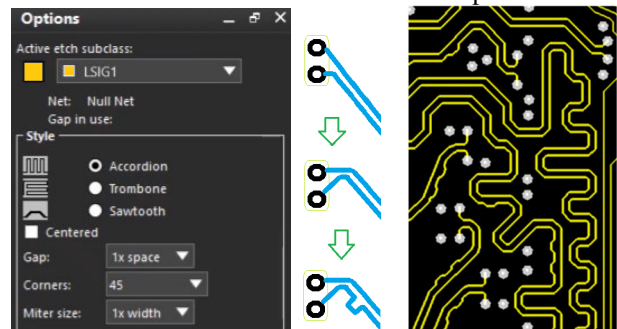 Options
Active etch subclass:
LSIG1
Net: Null Net
Gap in use:
Style
Accordion
Trombone
Sawtooth
Centered
Gap: 1x space
Corners: 45
Miter size: 1x width